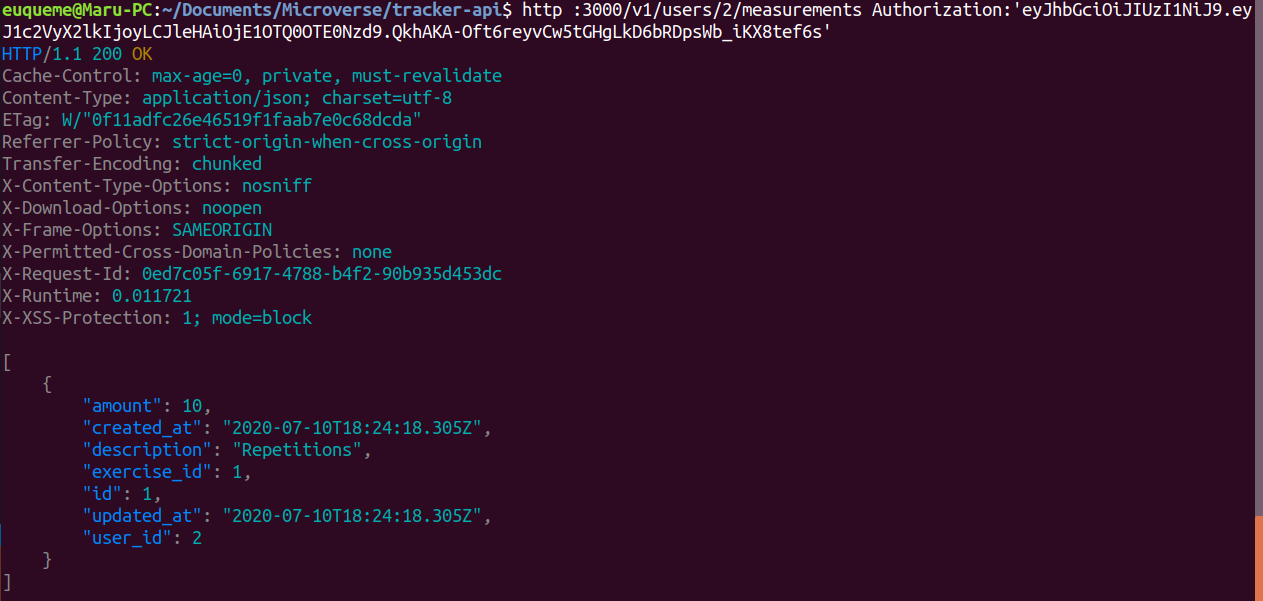 euqueme@Maru-PC:~/Documents/Microverse/tracker-api$ http :3000/v1/users/2/measurements Authorization:'eyJhbGciOiJIUzI1NiJ9.ey
J1c2VyX2lkIjoyLCJleHAiOjE1OTQ0OTE0Nzd9.QkhAKA-Oft6reyvCw5tGHgLkD6bRDpsWb_iKX8tef6s'
HTTP/1.1 200 OK
Cache-Control: max-age=0, private, must-revalidate
Content-Type: application/json; charset=utf-8
ETag: W/"0f11adfc26e46519f1faab7e0c68dcda"
Referrer-Policy: strict-origin-when-cross-origin
Transfer-Encoding: chunked
X-Content-Type-Options: nosniff
X-Download-Options: noopen
X-Frame-Options: SAMEORIGIN
X-Permitted-Cross-Domain-Policies: none
X-Request-Id: 0ed7c05f-6917-4788-b4f2-90b935d453dc
X-Runtime: 0.011721
X-XSS-Protection: 1; mode=block

[
    {
        "amount": 10,
        "created_at": "2020-07-10T18:24:18.305Z",
        "description": "Repetitions",
        "exercise_id": 1,
        "id": 1,
        "updated_at": "2020-07-10T18:24:18.305Z",
        "user_id": 2
    }
]